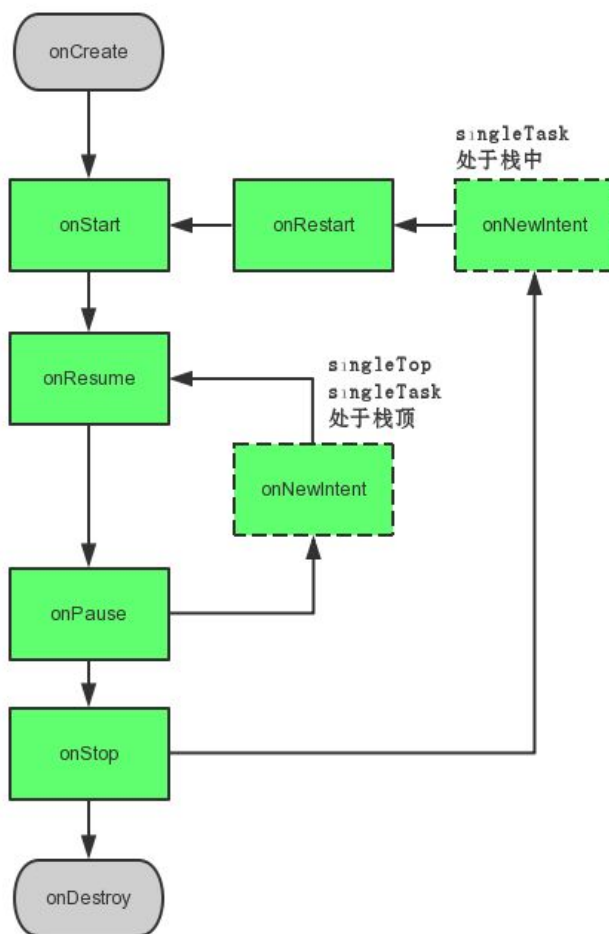 onCreate
singleTask
处于栈中
onStart
onRestart
onNewIntent
onResume
singleTop
singleTask
处于栈顶
onNewIntent
onPause
onStop
onDestroy